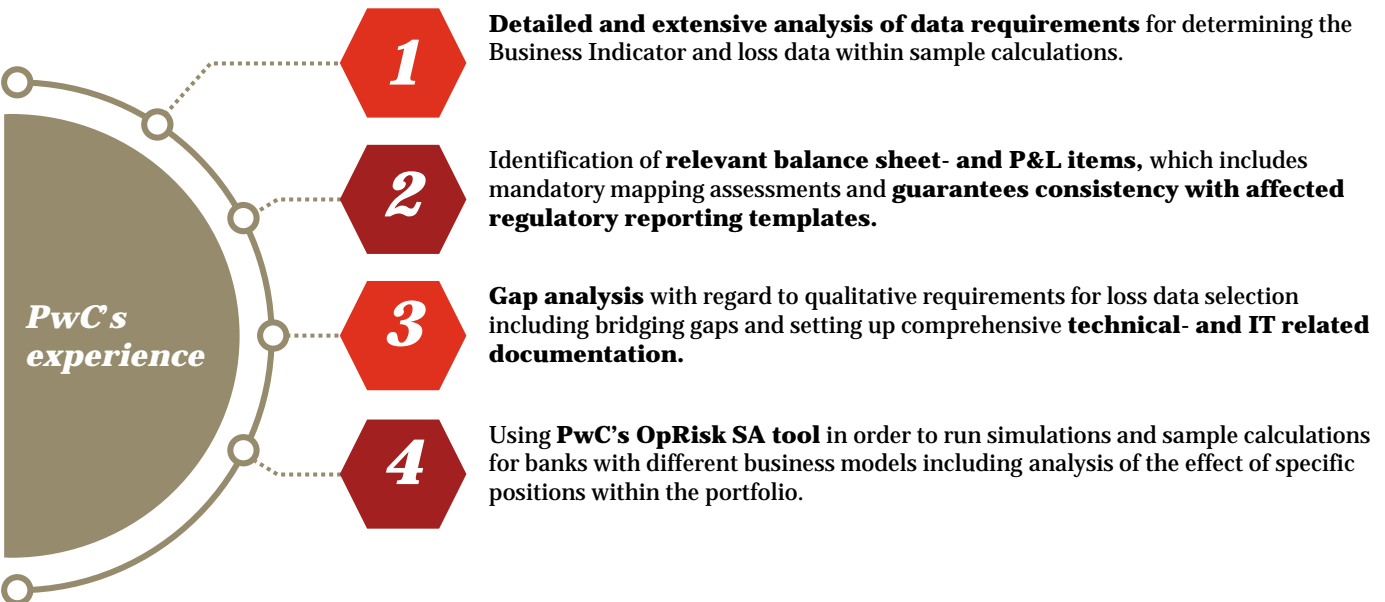 PwC's
experience
1
Detailed and extensive analysis of data requirements for determining the
Business Indicator and loss data within sample calculations.
2
Identification of relevant balance sheet- and P&L items, which includes
mandatory mapping assessments and guarantees consistency with affected
regulatory reporting templates.
3
Gap analysis with regard to qualitative requirements for loss data selection
including bridging gaps and setting up comprehensive technical- and IT related
documentation.
4
Using PwC's OpRisk SA tool in order to run simulations and sample calculations
for banks with different business models including analysis of the effect of specific
positions within the portfolio.